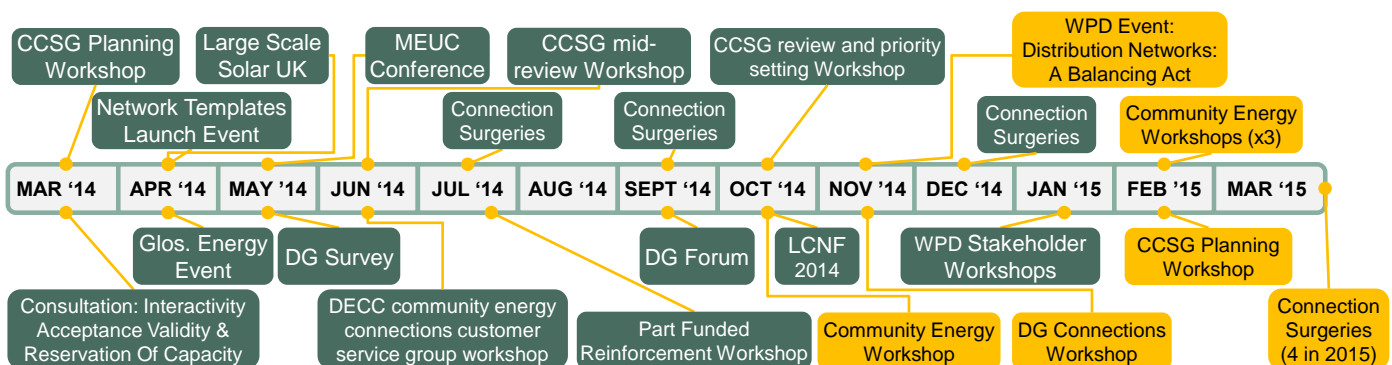 CCSG Planning
Workshop
Large Scale
Solar UK
Network Templates
Launch Event
MEUC
Conference
CCSG mid-
review Workshop
Connection
Surgeries
Connection
Surgeries
CCSG review and priority
setting Workshop
WPD Event:
Distribution Networks:
A Balancing Act
Connection
Surgeries
Community Energy
Workshops (x3)
MAR ‘14 APR ‘14 MAY ‘14 JUN ‘14 JUL ‘14 AUG ‘14 SEPT ‘14 OCT ‘14 NOV ’14 DEC ‘14 JAN ‘15 FEB ‘15 MAR ‘15
Consultation: Interactivity
Acceptance Validity &
Reservation Of Capacity
Glos. Energy
Event
DG Survey
DECC community energy
connections customer
service group workshop
Part Funded
Reinforcement Workshop
DG Forum
LCNF
2014
Community Energy
Workshop
WPD Stakeholder
Workshops
DG Connections
Workshop
CCSG Planning
Workshop
Connection
Surgeries
(4 in 2015)